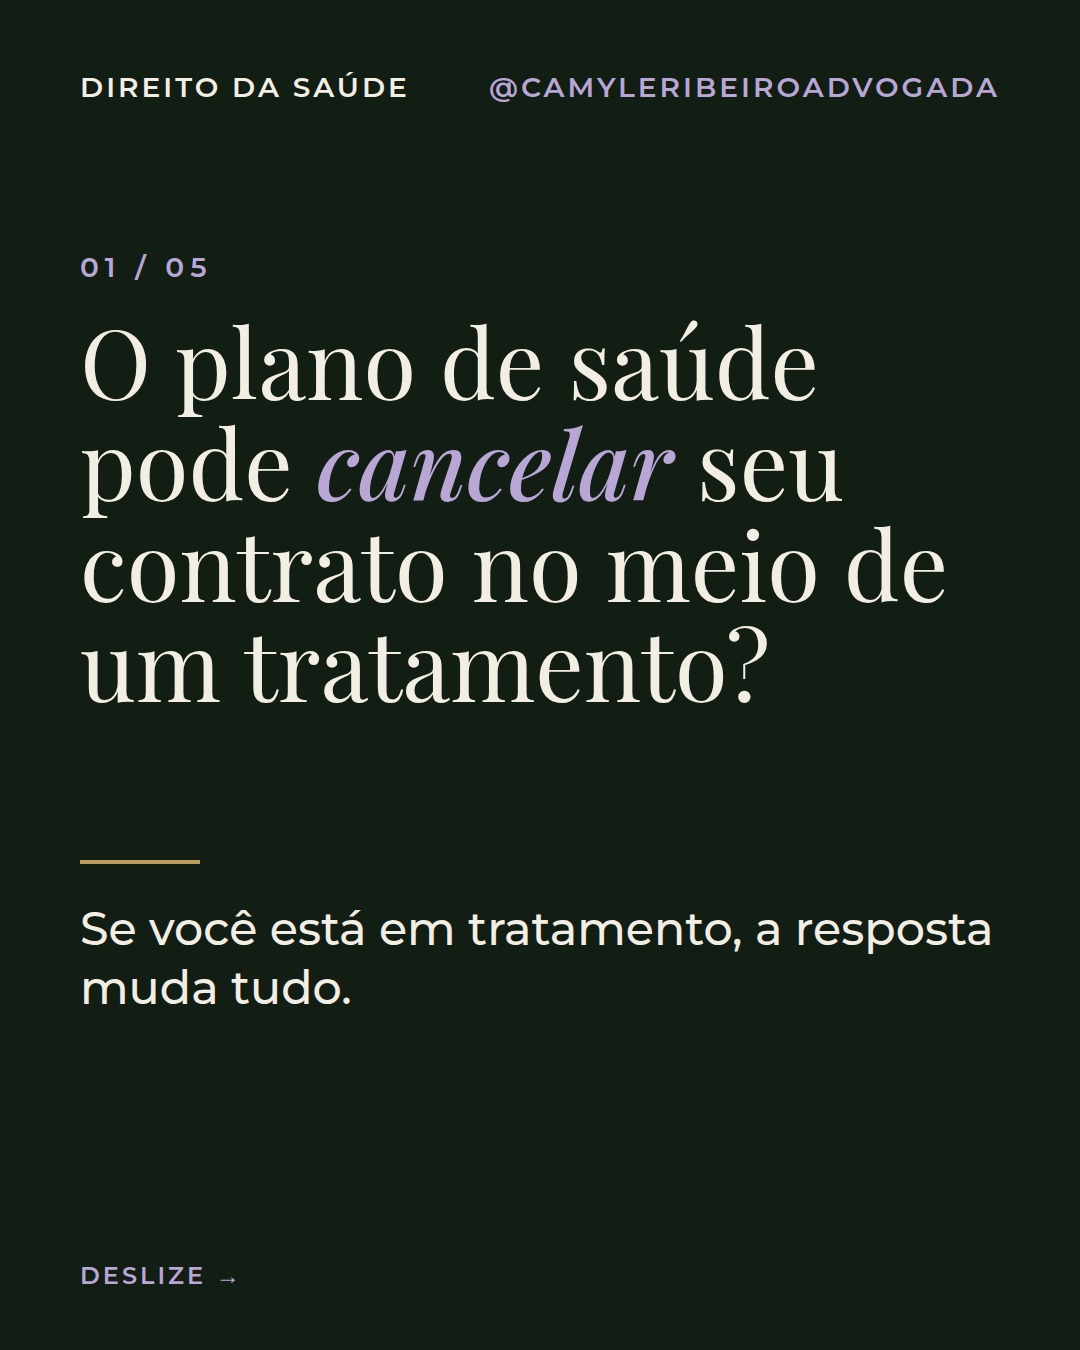 DIREITO DA SAÚDE @CAMYLERIBEIROADVOGADA
01 / 05
O plano de saúde
pode cancelar seu
contrato no meio de
um tratamento?
Se você está em tratamento, a resposta
muda tudo.
DESLIZE →